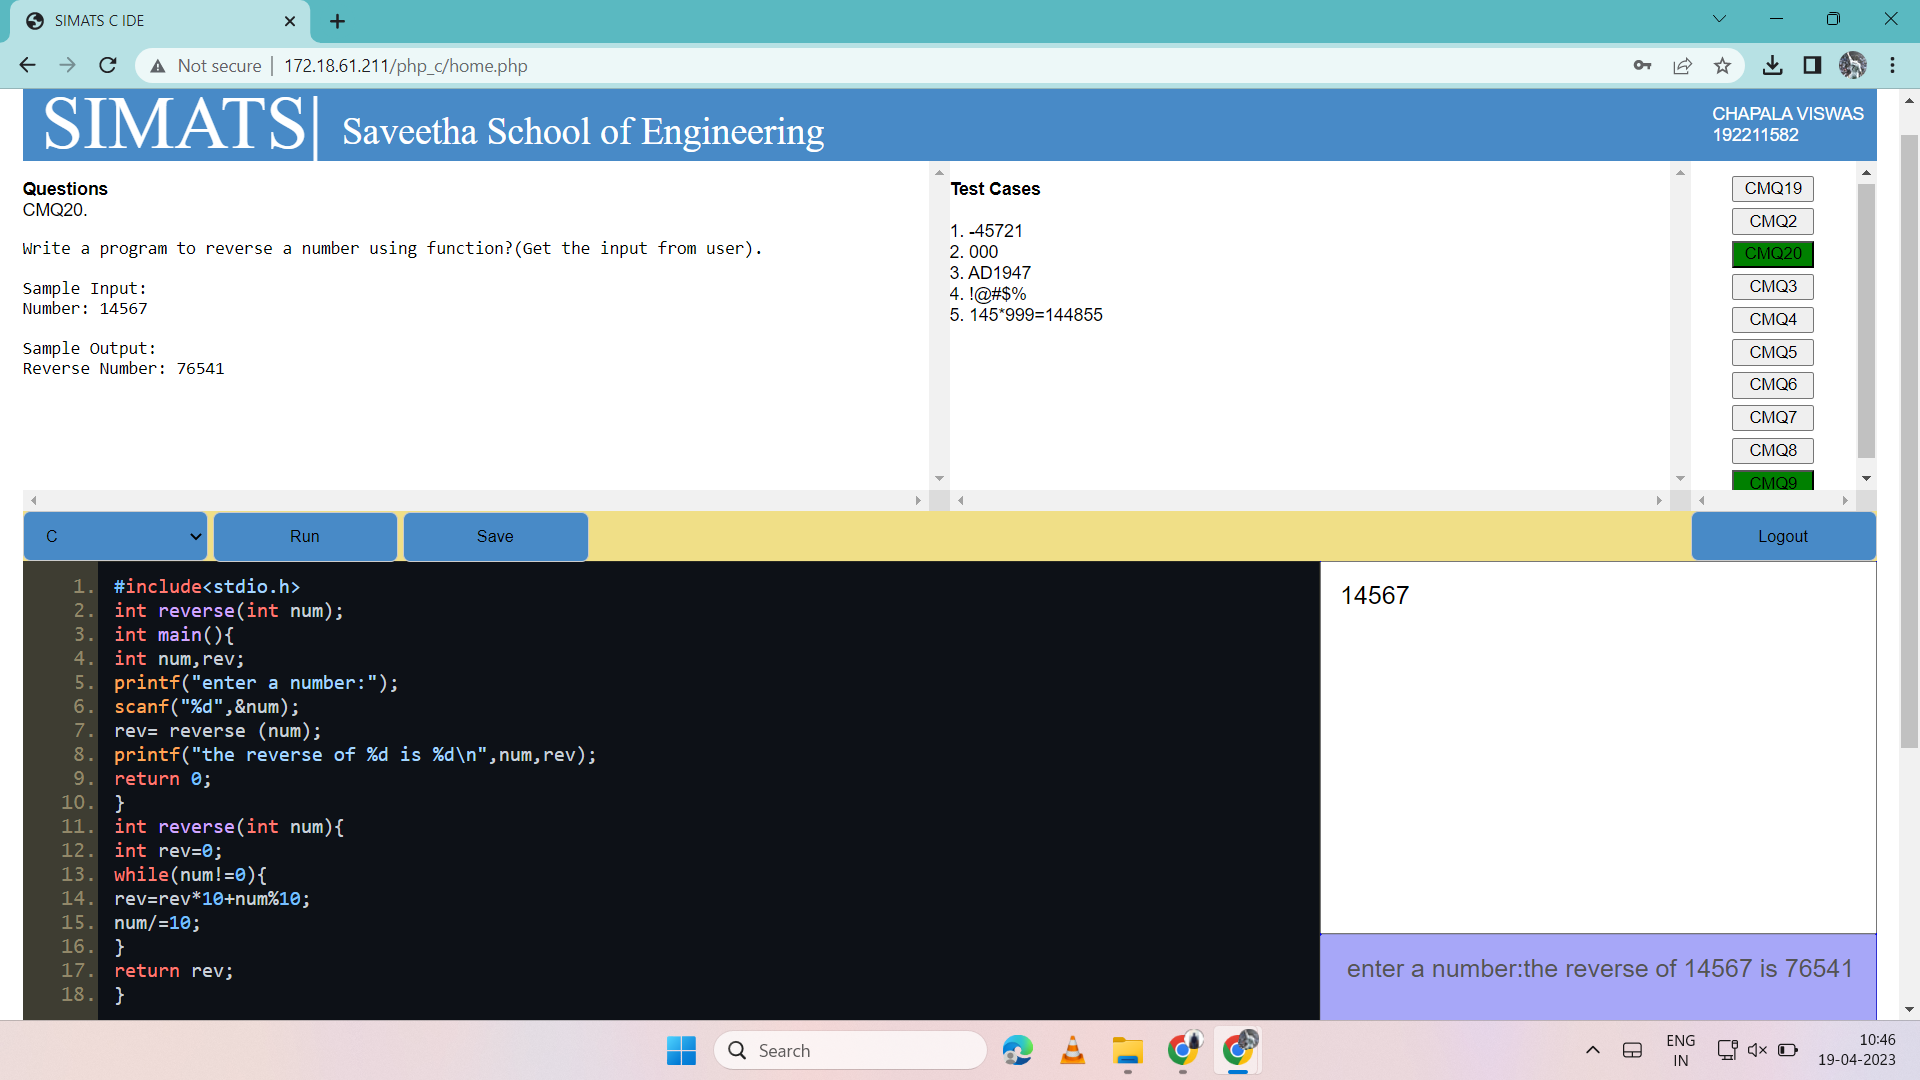 SIMATS C IDE
Not secure | 172.18.61.211/php_c/home.php
SIMATS| Saveetha School of Engineering
CHAPALA VISWAS
192211582
Questions
CMQ20.
Write a program to reverse a number using function?(Get the input from user).
Sample Input:
Number: 14567
Sample Output:
Reverse Number: 76541
Test Cases
1. -45721
2. 000
3. AD1947
4. !@#$%
5. 145*999=144855
CMQ19
CMQ2
CMQ20
CMQ3
CMQ4
CMQ5
CMQ6
CMQ7
CMQ8
CMQ9
C
Run
Save
Logout
1. #include<stdio.h>
2. int reverse(int num);
3. int main(){
4. int num,rev;
5. printf("enter a number:");
6. scanf("%d",&num);
7. rev= reverse (num);
8. printf("the reverse of %d is %d\n",num,rev);
9. return 0;
10. }
11. int reverse(int num){
12. int rev=0;
13. while(num!=0){
14. rev=rev*10+num%10;
15. num/=10;
16. }
17. return rev;
18. }
14567
enter a number:the reverse of 14567 is 76541
Search
ENG
IN
10:46
19-04-2023